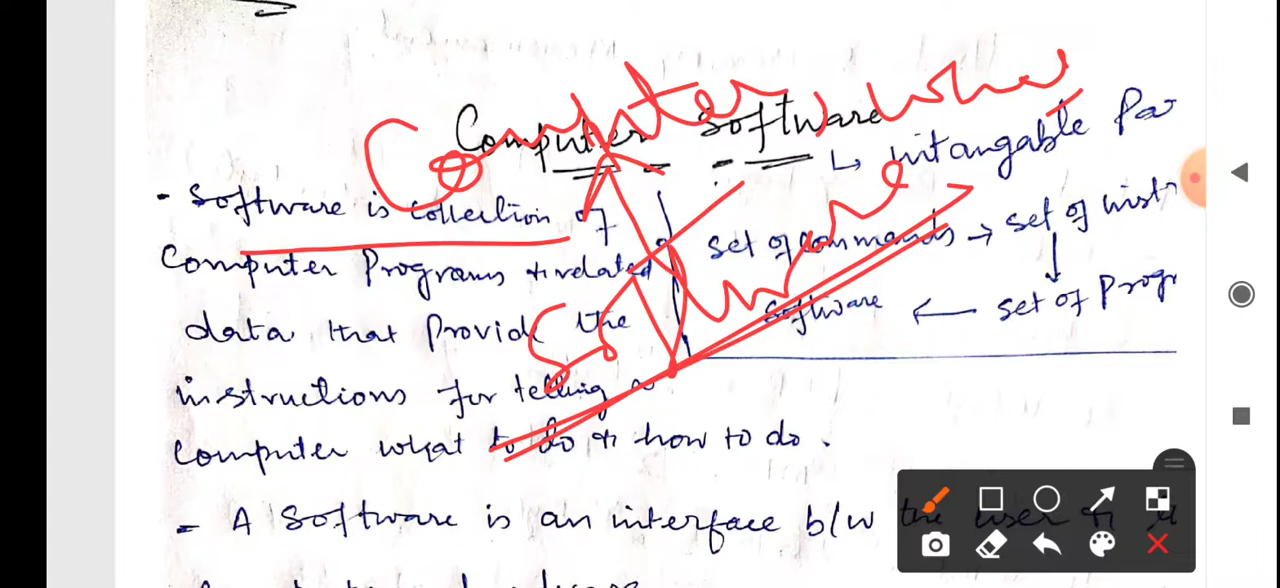 Computer Software
↳ intangable Par
Computer, what
Software
- Software is collection of
Computer Programs & related
data that Provid the
instructions for telling a
Computer what to do & how to do.
set of commands → set of instr
software ← set of Progr
- A Software is an interface b/w the user &